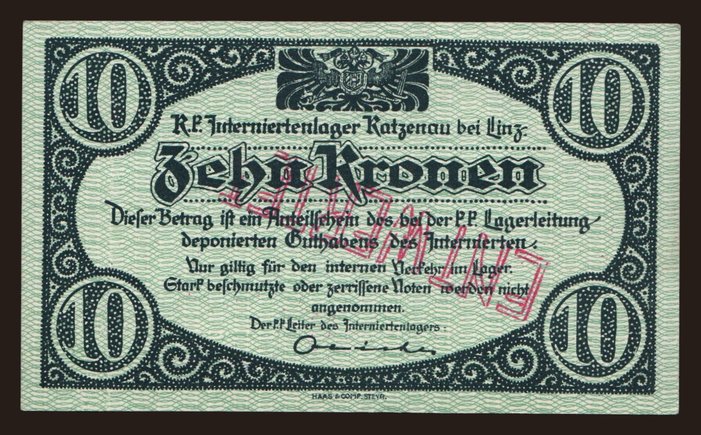 10 10
K.k. Interniertenlager Katzenau bei Linz
Zehn Kronen
Dieser Betrag ist ein Anteilschein des bei der k.k. Lagerleitung
deponierten Guthabens des Internierten.
Nur giltig für den internen Verkehr im Lager.
Stark beschmutzte oder zerrissene Noten werden nicht
angenommen.
Der k.k. Leiter des Interniertenlagers:
ENTWERTET
10 10
HAAS & COMP. STEYR.